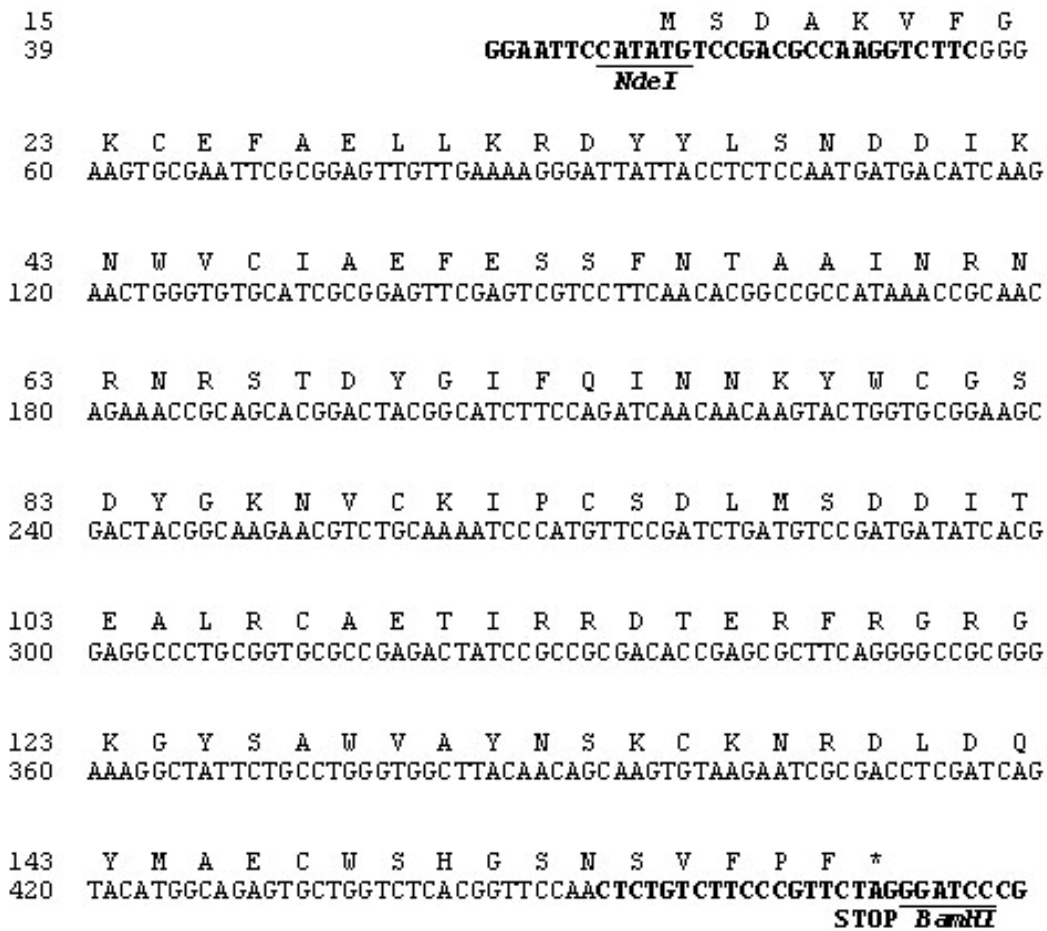 15 M S D A K V F G
39 GGAATTCCATATGTCCGACGCCAAGGTCTTCGGG
NdeI
23 K C E F A E L L K R D Y Y L S N D D I K
60 AAGTGCGAATTCGCGGAGTTGTTGAAAAGGGATTATTACCTCTCCAATGATGACATCAAG
43 N W V C I A E F E S S F N T A A I N R N
120 AACTGGGTGTGCATCGCGGAGTTCGAGTCGTCCTTCAACACGGCCGCCATAAACCGCAAC
63 R N R S T D Y G I F Q I N N K Y W C G S
180 AGAAACCGCAGCACGGACTACGGCATCTTCCAGATCAACAACAAGTACTGGTGCGGAAGC
83 D Y G K N V C K I P C S D L M S D D I T
240 GACTACGGCAAGAACGTCTGCAAAATCCCATGTTCCGATCTGATGTCCGATGATATCACG
103 E A L R C A E T I R R D T E R F R G R G
300 GAGGCCCTGCGGTGCGCCGAGACTATCCGCCGCGACACCGAGCGCTTCAGGGGCCGCGGG
123 K G Y S A W V A Y N S K C K N R D L D Q
360 AAAGGCTATTCTGCCTGGGTGGCTTACAACAGCAAGTGTAAGAATCGCGACCTCGATCAG
143 Y M A E C W S H G S N S V F P F *
420 TACATGGCAGAGTGCTGGTCTCACGGTTCCAACTCTGTCTTCCCGTTCTAGGGATCCCG
STOP BamHI